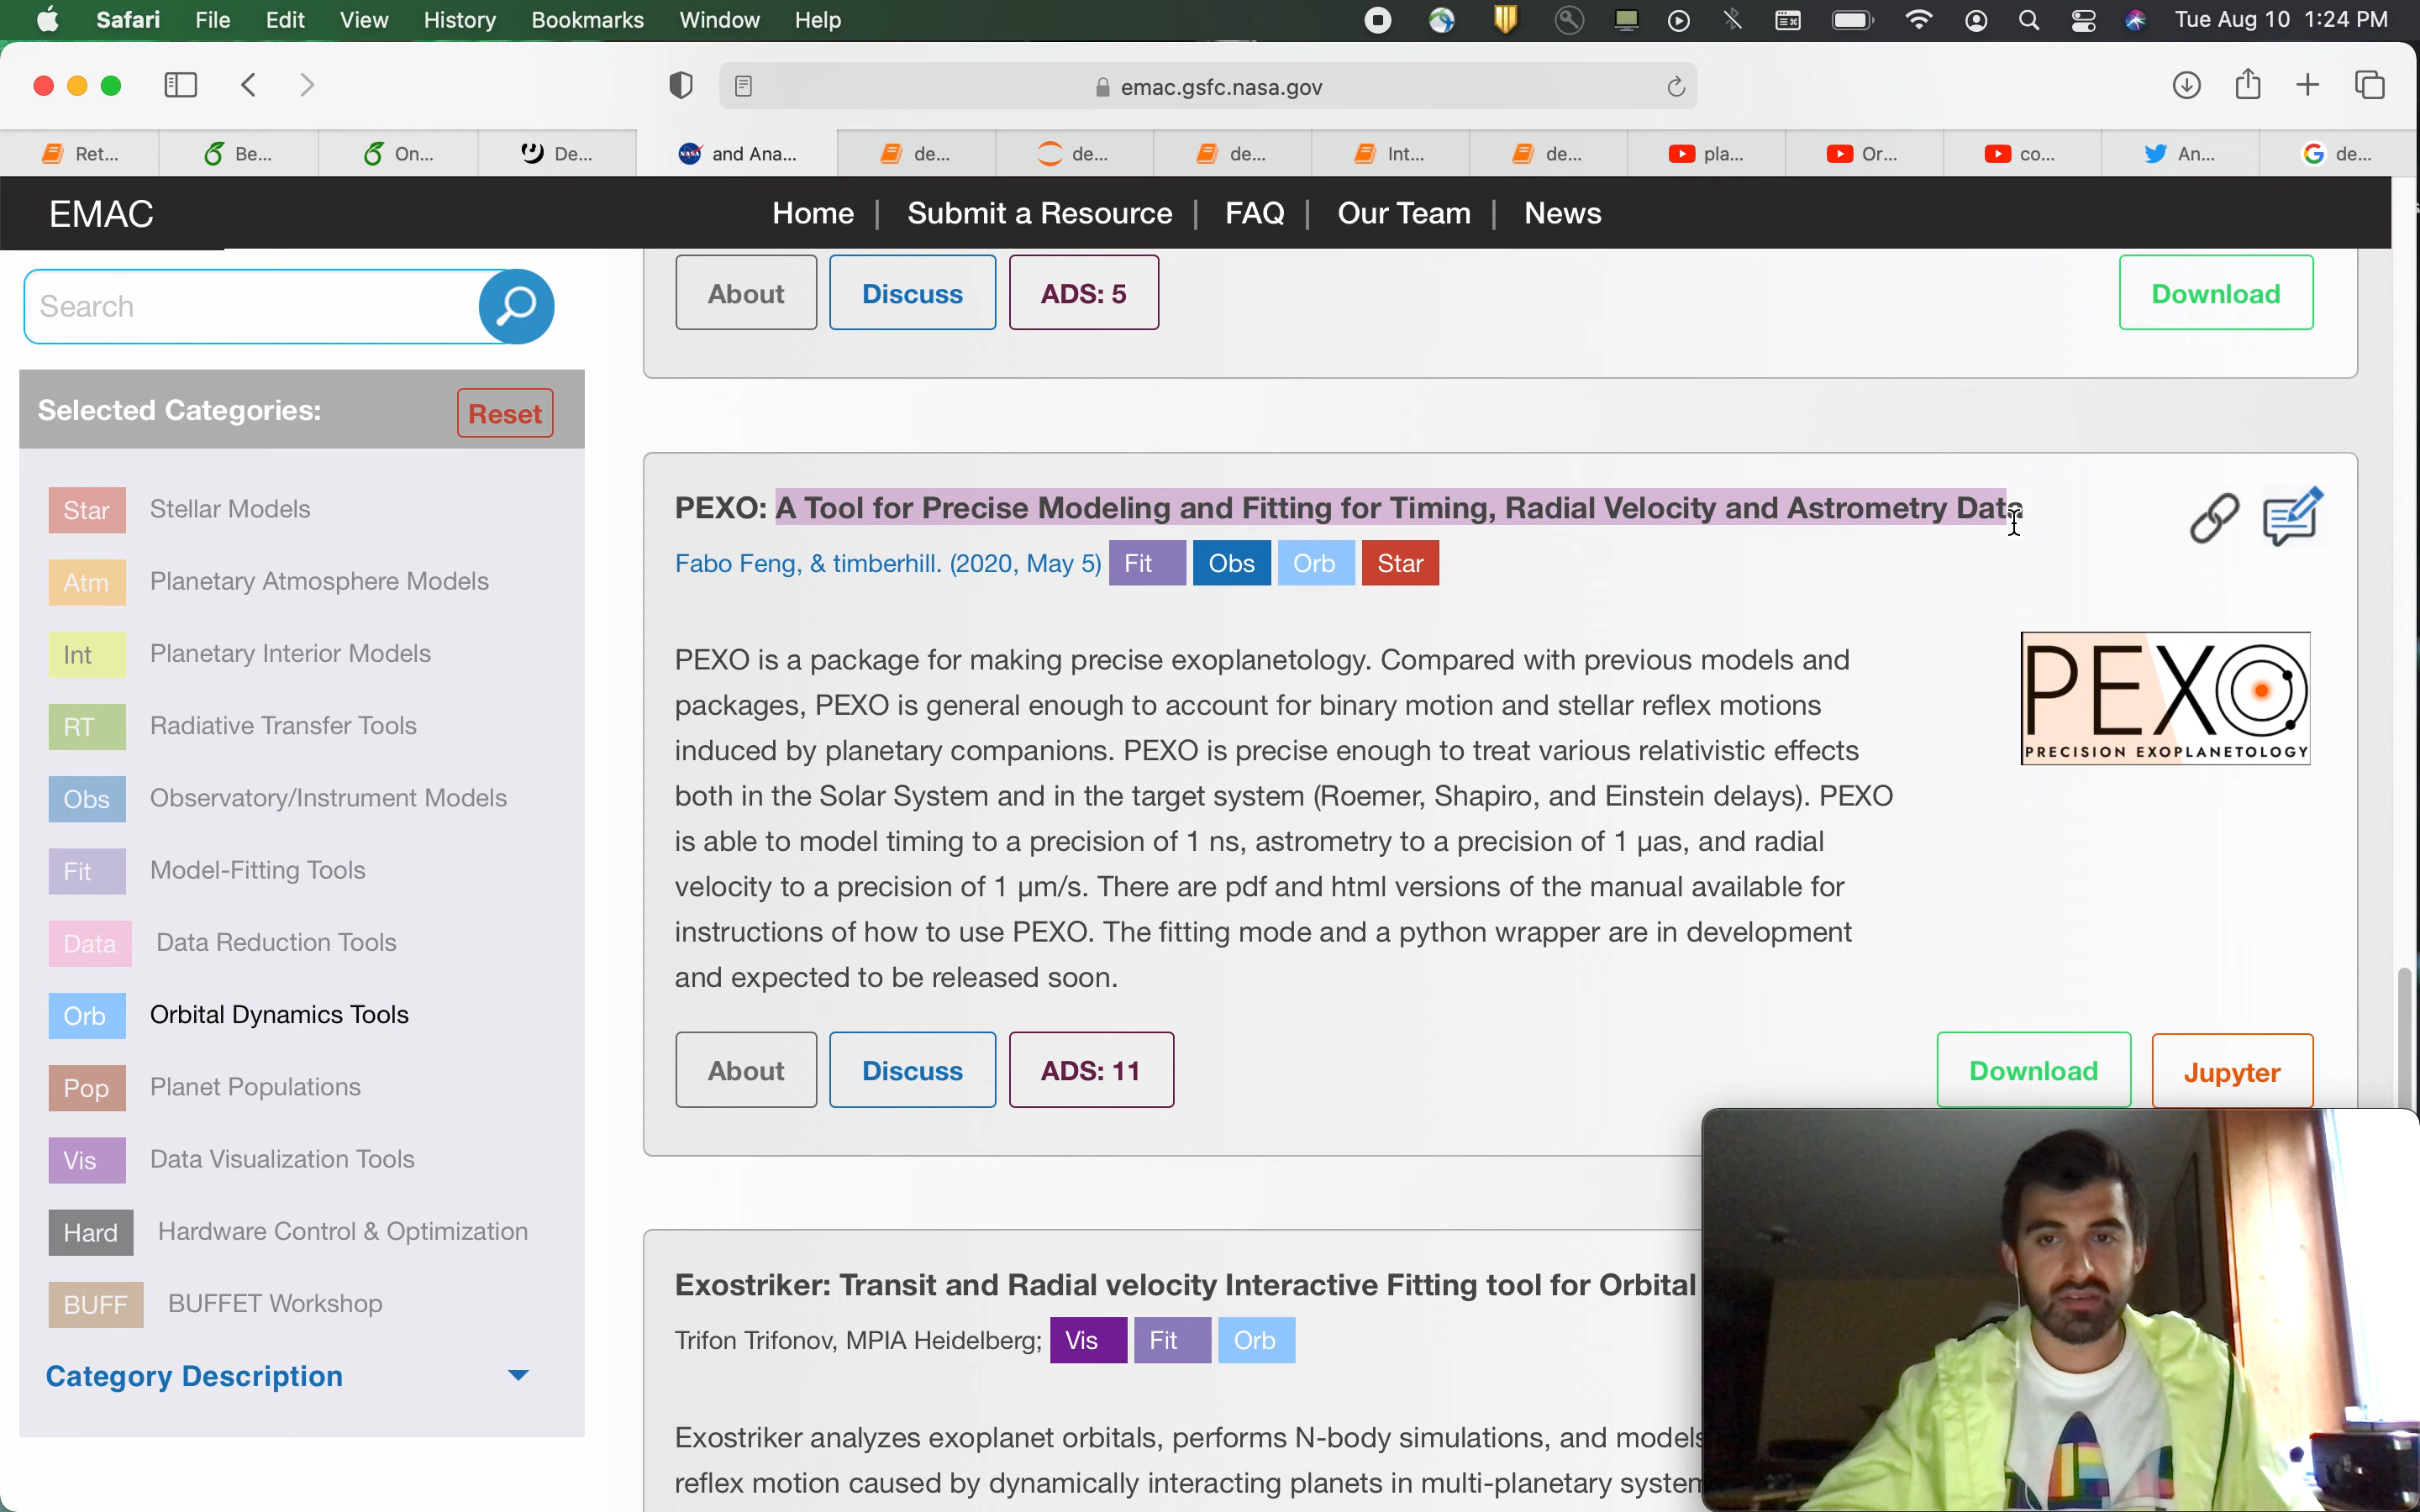 Safari File Edit View History Bookmarks Window Help Tue Aug 10 1:24 PM
emac.gsfc.nasa.gov
Ret... Be... On... De... and Ana... de... de... de... Int... de... pla... Or... co... An... de...
EMAC Home | Submit a Resource | FAQ | Our Team | News
Search
Selected Categories: Reset
Star Stellar Models
Atm Planetary Atmosphere Models
Int Planetary Interior Models
RT Radiative Transfer Tools
Obs Observatory/Instrument Models
Fit Model-Fitting Tools
Data Data Reduction Tools
Orb Orbital Dynamics Tools
Pop Planet Populations
Vis Data Visualization Tools
Hard Hardware Control & Optimization
BUFF BUFFET Workshop
Category Description
About Discuss ADS: 5 Download
PEXO: A Tool for Precise Modeling and Fitting for Timing, Radial Velocity and Astrometry Data
Fabo Feng, & timberhill. (2020, May 5) Fit Obs Orb Star
PEXO is a package for making precise exoplanetology. Compared with previous models and
packages, PEXO is general enough to account for binary motion and stellar reflex motions
induced by planetary companions. PEXO is precise enough to treat various relativistic effects
both in the Solar System and in the target system (Roemer, Shapiro, and Einstein delays). PEXO
is able to model timing to a precision of 1 ns, astrometry to a precision of 1 μas, and radial
velocity to a precision of 1 μm/s. There are pdf and html versions of the manual available for
instructions of how to use PEXO. The fitting mode and a python wrapper are in development
and expected to be released soon.
PEXO
PRECISION EXOPLANETOLOGY
About Discuss ADS: 11 Download Jupyter
Exostriker: Transit and Radial velocity Interactive Fitting tool for Orbital
Trifon Trifonov, MPIA Heidelberg; Vis Fit Orb
Exostriker analyzes exoplanet orbitals, performs N-body simulations, and models
reflex motion caused by dynamically interacting planets in multi-planetary system